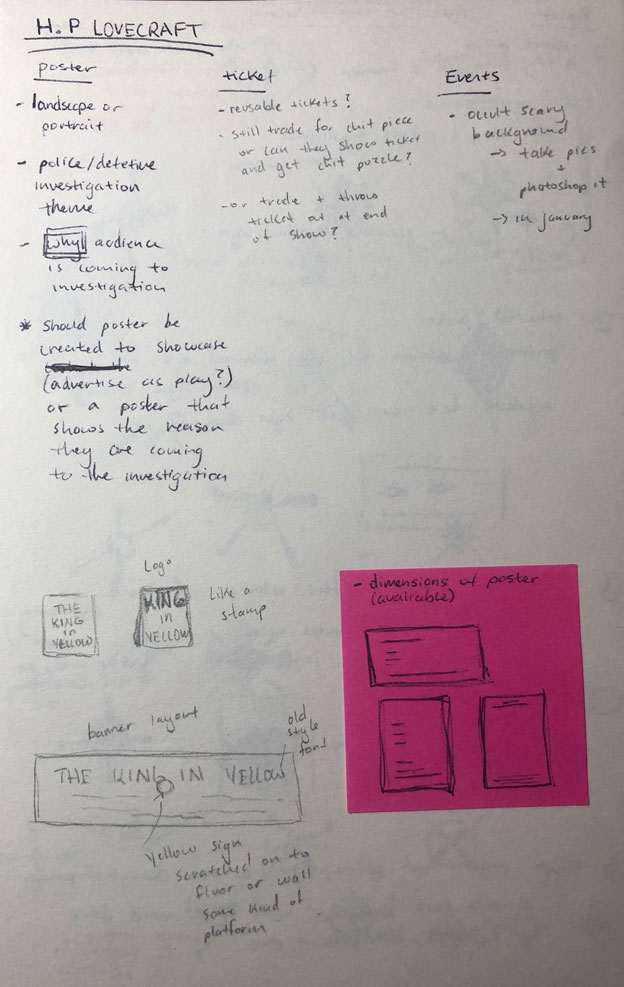 H.P LOVECRAFT
poster
- landscape or
portrait
- police/detetive
investigation
theme
- why audience
is coming to
investigation
* Should poster be
created to showcase
(advertise as play?)
or a poster that
shows the reason
they are coming
to the investigation
ticket
- reusable tickets?
- still trade for chit piece
or can they show ticket
and get chit puzzle?
- or trade + throw
ticket out at end
of show?
Events
- occult scary
background
→ take pics
+
photoshop it
→ in january
Logo
THE
KING
in
YELLOW
KING
in
YELLOW
Like a
stamp
- dimensions of poster
(avaliable)
banner layout
old
style
font
THE KING IN YELLOW
yellow sign
scratched on to
floor or wall
some kind of
platform